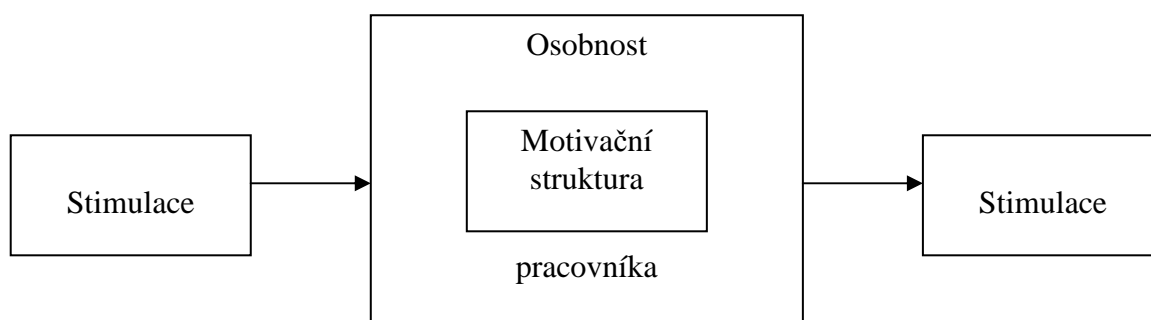 Stimulace
Osobnost
Motivační
struktura
pracovníka
Stimulace